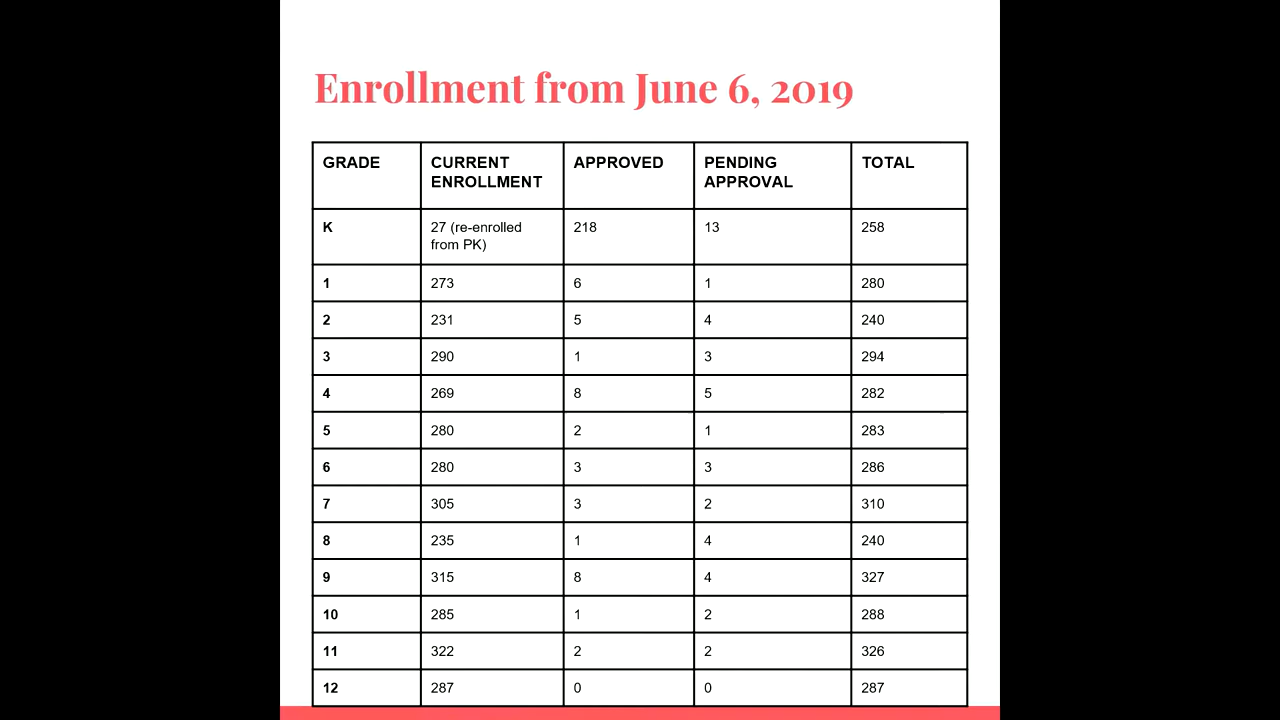 Enrollment from June 6, 2019
GRADE CURRENT ENROLLMENT APPROVED PENDING APPROVAL TOTAL
K 27 (re-enrolled from PK) 218 13 258
1 273 6 1 280
2 231 5 4 240
3 290 1 3 294
4 269 8 5 282
5 280 2 1 283
6 280 3 3 286
7 305 3 2 310
8 235 1 4 240
9 315 8 4 327
10 285 1 2 288
11 322 2 2 326
12 287 0 0 287